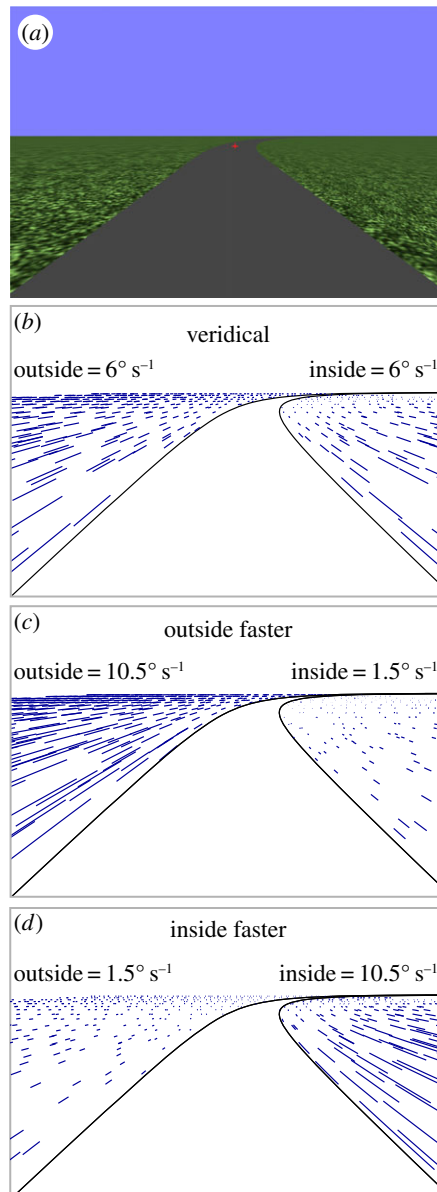 (a)
(b)
veridical
outside = 6° s⁻¹ inside = 6° s⁻¹
(c)
outside faster
outside = 10.5° s⁻¹ inside = 1.5° s⁻¹
(d)
inside faster
outside = 1.5° s⁻¹ inside = 10.5° s⁻¹